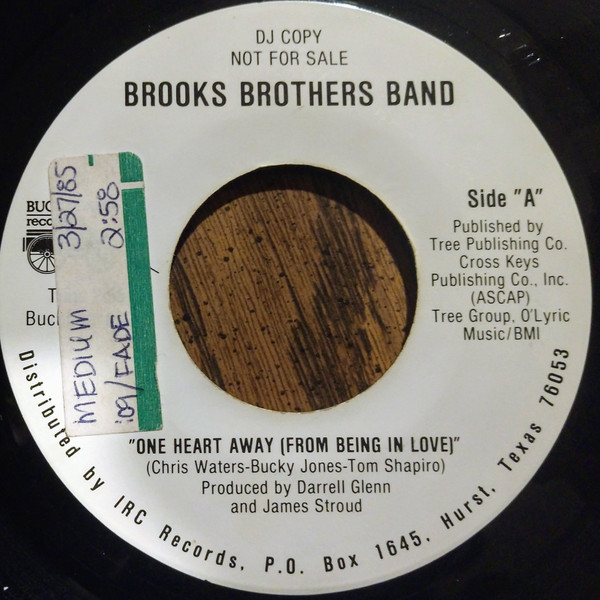 DJ COPY
NOT FOR SALE
BROOKS BROTHERS BAND
3/27/85
2:58
MEDIUM
:09/FADE
Side "A"
Published by
Tree Publishing Co.
Cross Keys
Publishing Co., Inc.
(ASCAP)
Tree Group, O'Lyric
Music/BMI
"ONE HEART AWAY (FROM BEING IN LOVE)"
(Chris Waters-Bucky Jones-Tom Shapiro)
Produced by Darrell Glenn
and James Stroud
Distributed by IRC Records, P.O. Box 1645, Hurst, Texas 76053